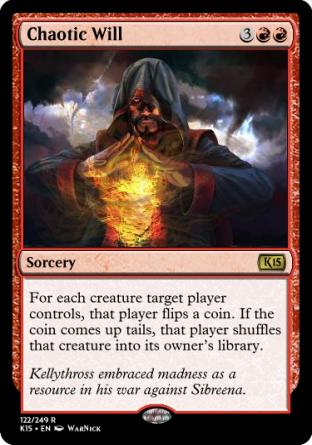 Chaotic Will 3
Sorcery K15
For each creature target player
controls, that player flips a coin. If the
coin comes up tails, that player shuffles
that creature into its owner's library.
Kellythross embraced madness as a
resource in his war against Sibreena.
122/249 R
K15 • EN WarNick